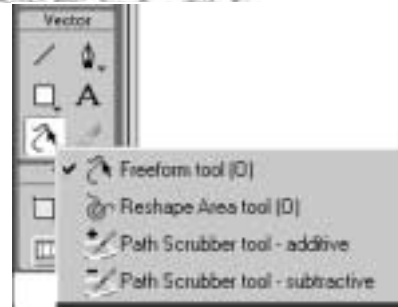 Vector
A
Freeform tool (O)
Reshape Area tool (O)
Path Scrubber tool - additive
Path Scrubber tool - subtractive